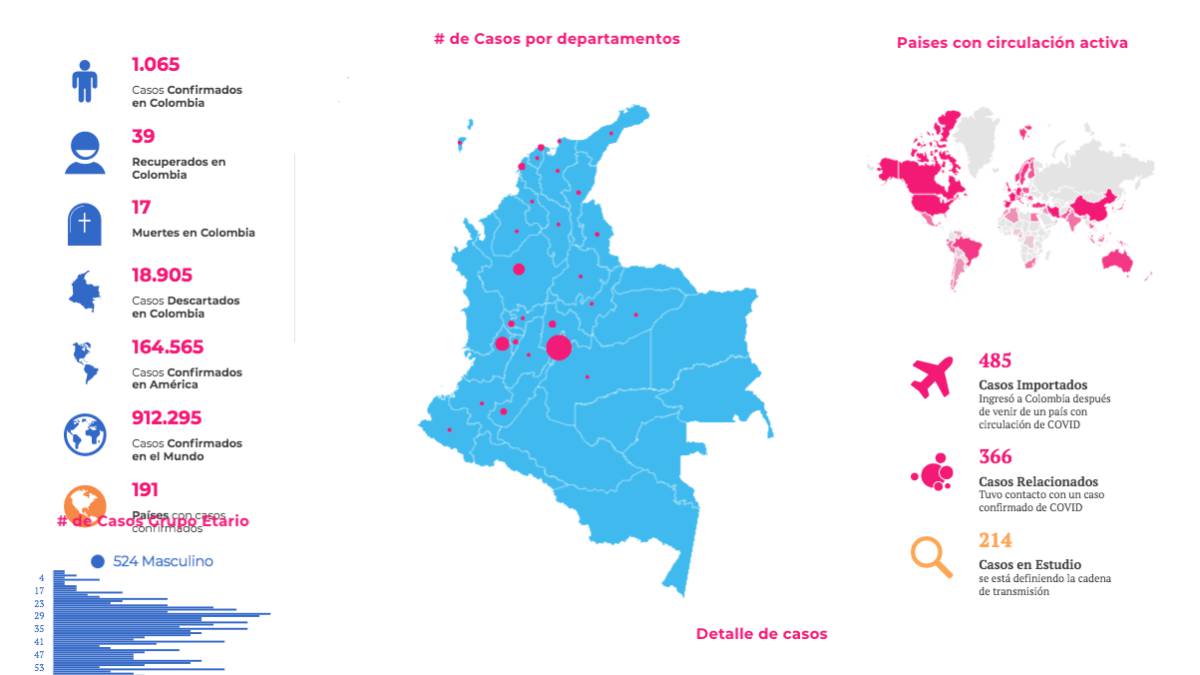 # de Casos por departamentos
Paises con circulación activa
1.065
Casos Confirmados
en Colombia
39
Recuperados en
Colombia
17
Muertes en Colombia
18.905
Casos Descartados
en Colombia
164.565
Casos Confirmados
en América
912.295
Casos Confirmados
en el Mundo
191
Países con casos
confirmados
# de Casos Grupo Etario
524 Masculino
4
17
23
29
35
41
47
53
485
Casos Importados
Ingresó a Colombia después
de venir de un país con
circulación de COVID
366
Casos Relacionados
Tuvo contacto con un caso
confirmado de COVID
214
Casos en Estudio
se está definiendo la cadena
de transmisión
Detalle de casos